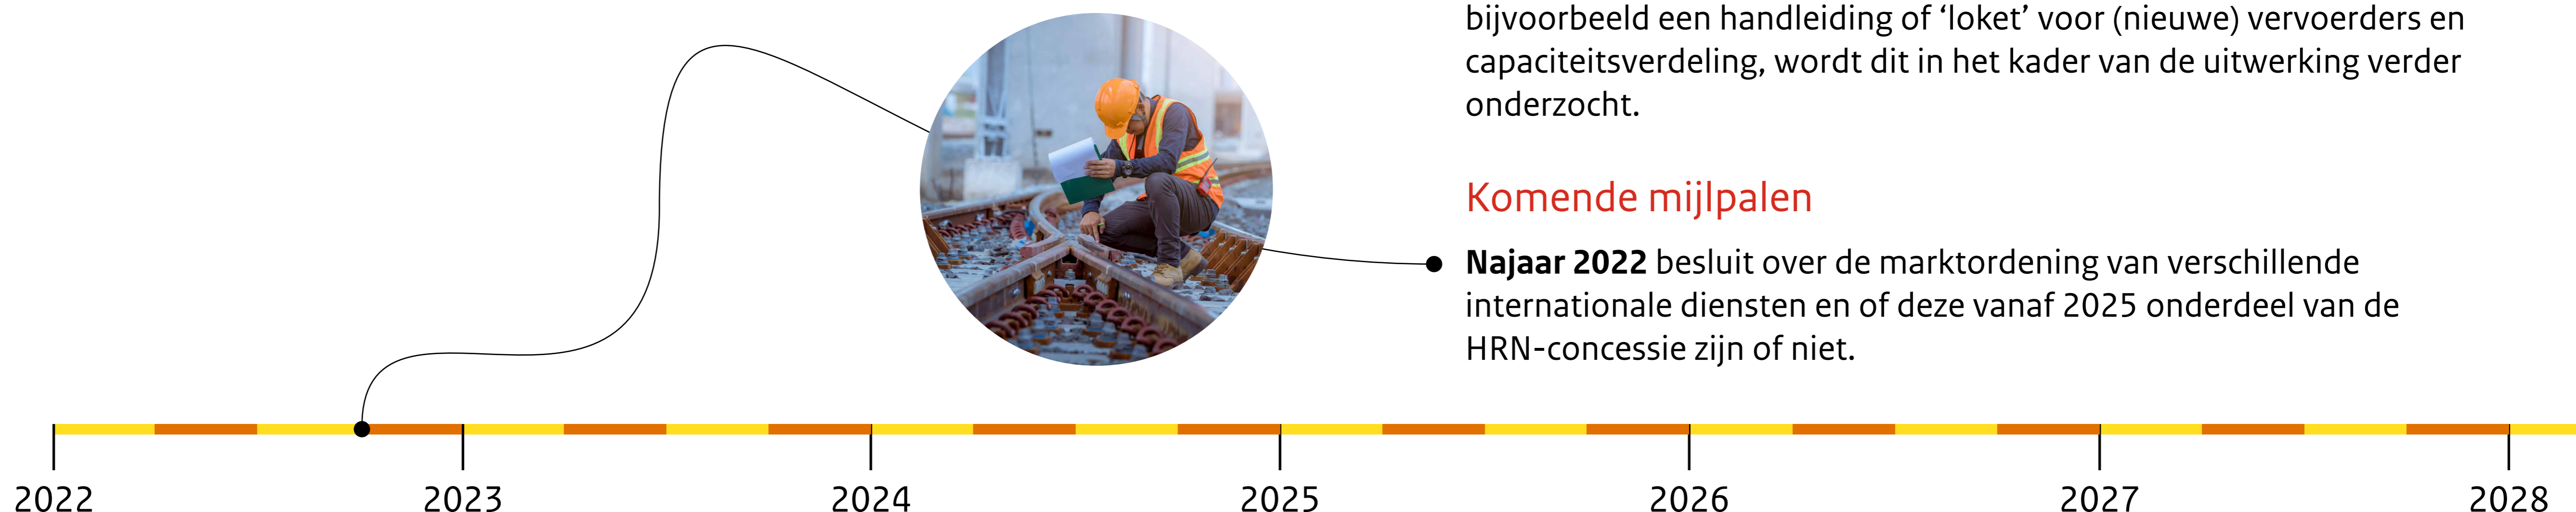 bijvoorbeeld een handleiding of ‘loket’ voor (nieuwe) vervoerders en
capaciteitsverdeling, wordt dit in het kader van de uitwerking verder
onderzocht.
Komende mijlpalen
Najaar 2022 besluit over de marktordening van verschillende
internationale diensten en of deze vanaf 2025 onderdeel van de
HRN-concessie zijn of niet.
2022 2023 2024 2025 2026 2027 2028